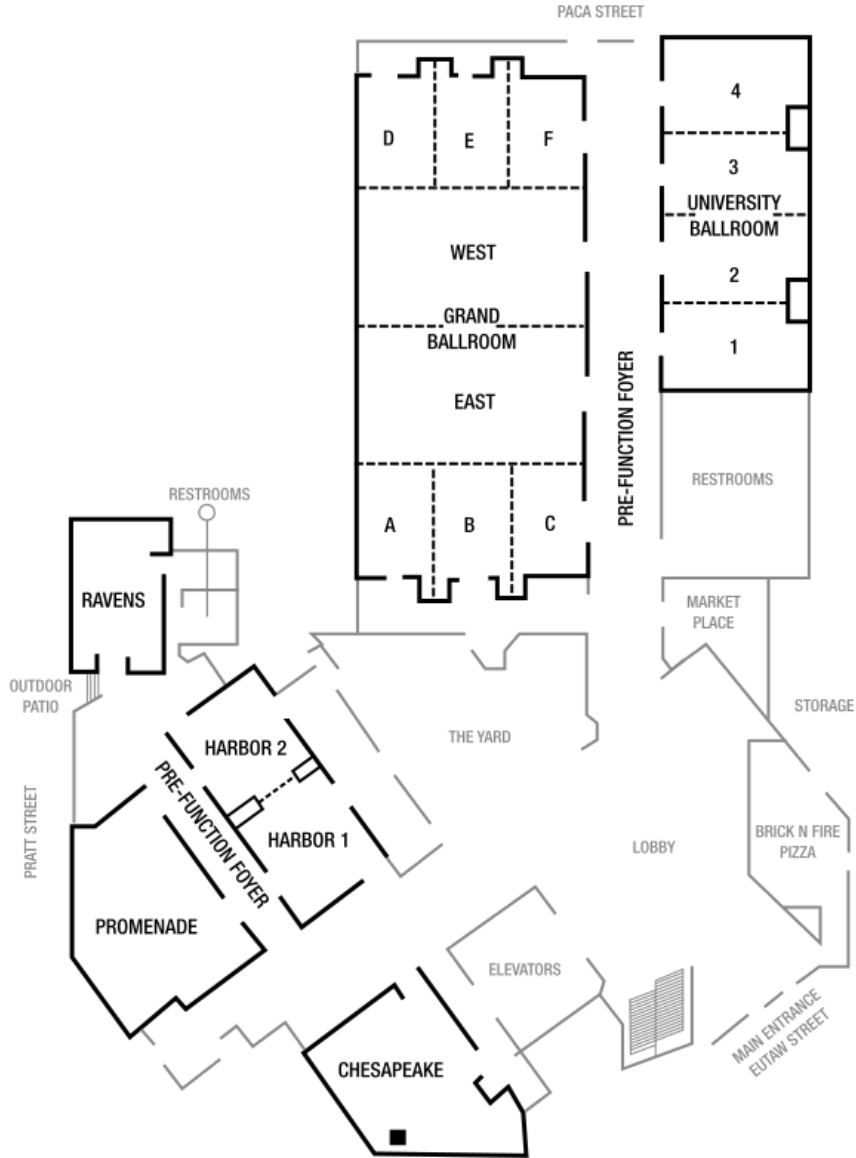 PACA STREET
4
D
E
F
3
UNIVERSITY
BALLROOM
WEST
2
GRAND
BALLROOM
1
EAST
PRE-FUNCTION FOYER
RESTROOMS
RESTROOMS
A
B
C
RAVENS
MARKET
PLACE
OUTDOOR
PATIO
STORAGE
THE YARD
HARBOR 2
PRE-FUNCTION FOYER
PRATT STREET
HARBOR 1
LOBBY
BRICK N FIRE
PIZZA
PROMENADE
ELEVATORS
MAIN ENTRANCE
EUTAW STREET
CHESAPEAKE